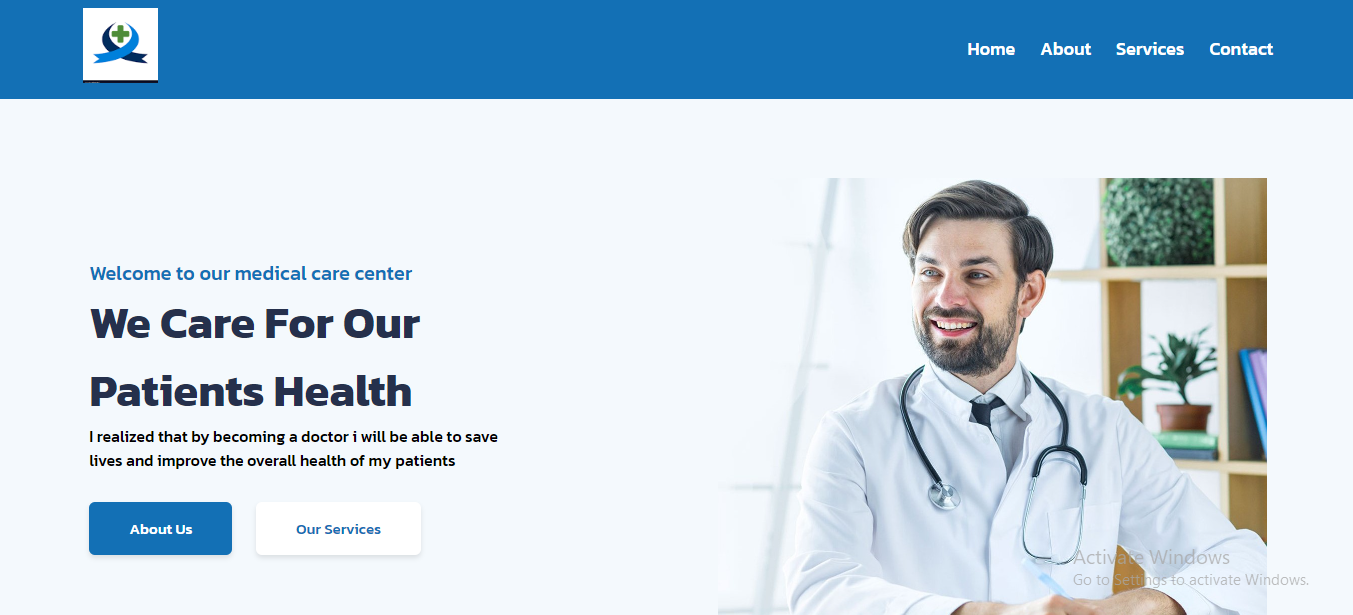 Home About Services Contact
Welcome to our medical care center
We Care For Our
Patients Health
I realized that by becoming a doctor i will be able to save
lives and improve the overall health of my patients
About Us Our Services
Activate Windows
Go to Settings to activate Windows.